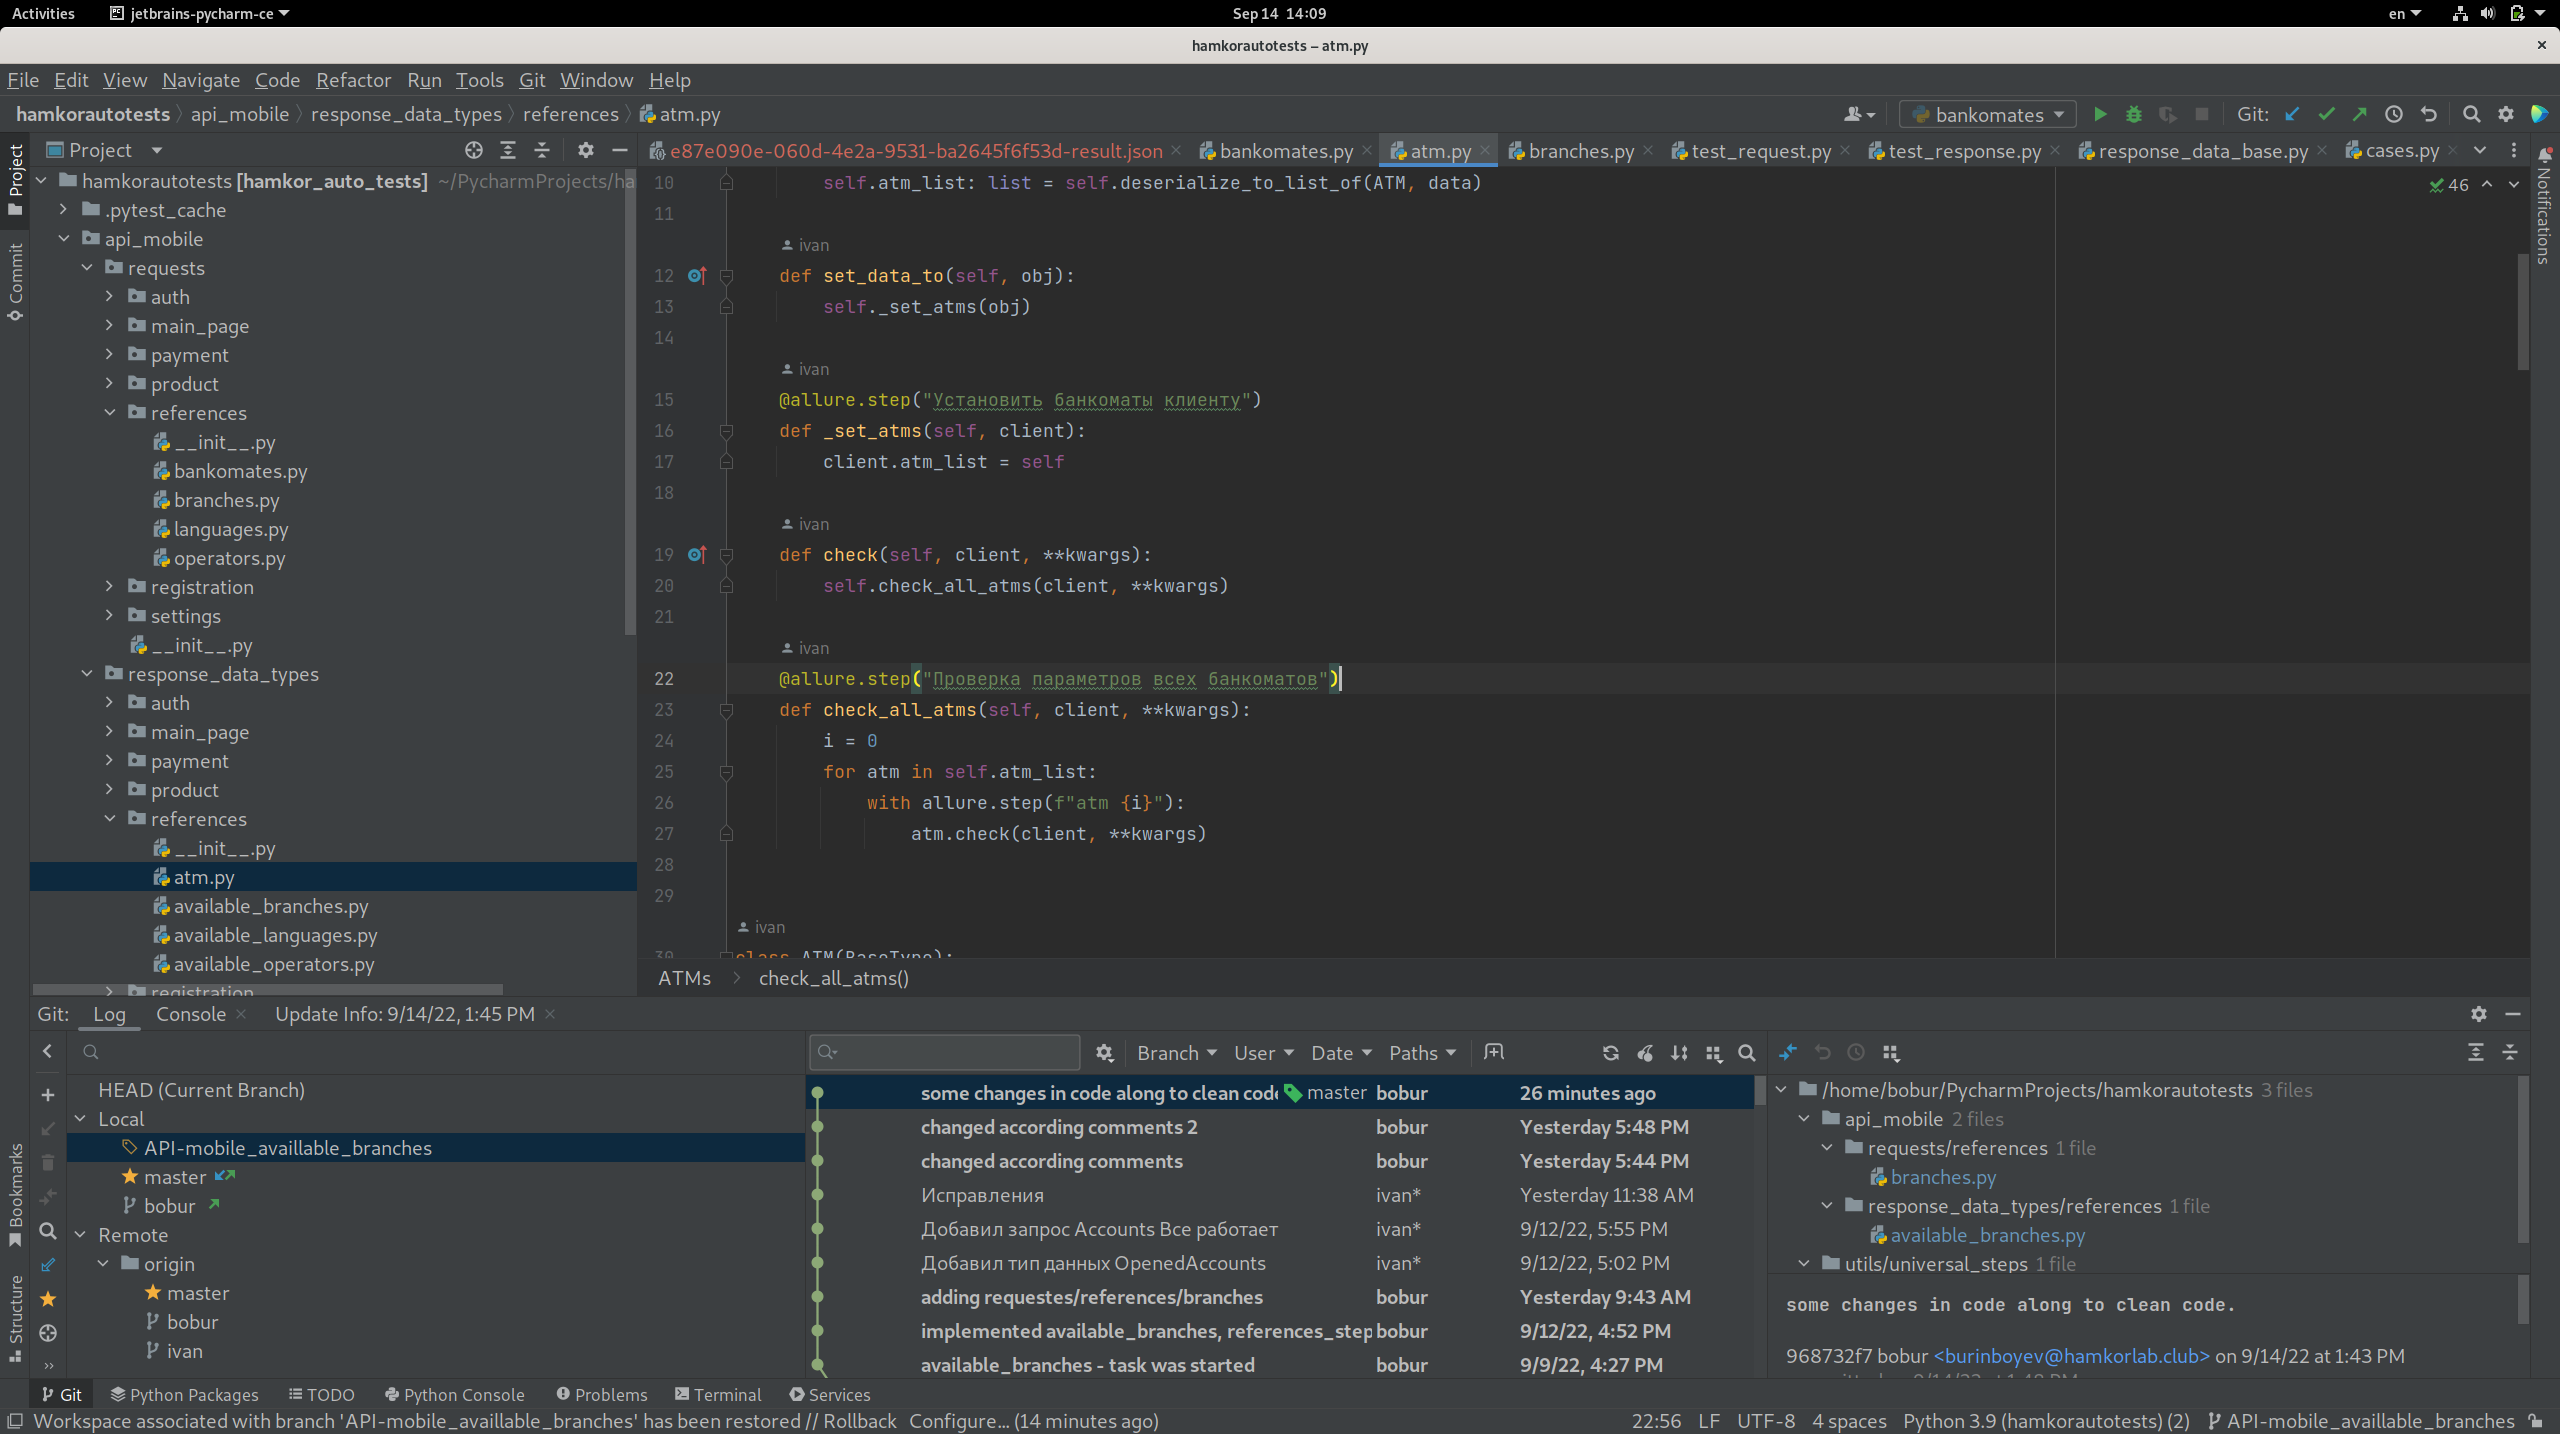 Activities jetbrains-pycharm-ce Sep 14 14:09 en
hamkorautotests – atm.py
File Edit View Navigate Code Refactor Run Tools Git Window Help
hamkorautotests api_mobile response_data_types references atm.py bankomates Git:
Project
e87e090e-060d-4e2a-9531-ba2645f6f53d-result.json bankomates.py atm.py branches.py test_request.py test_response.py response_data_base.py cases.py
Project
Commit
Bookmarks
Structure
Notifications
hamkorautotests [hamkor_auto_tests] ~/PycharmProjects/ha
.pytest_cache
api_mobile
requests
auth
main_page
payment
product
references
__init__.py
bankomates.py
branches.py
languages.py
operators.py
registration
settings
__init__.py
response_data_types
auth
main_page
payment
product
references
__init__.py
atm.py
available_branches.py
available_languages.py
available_operators.py
registration
46
10 self.atm_list: list = self.deserialize_to_list_of(ATM, data)
11
ivan
12 def set_data_to(self, obj):
13 self._set_atms(obj)
14
ivan
15 @allure.step("Установить банкоматы клиенту")
16 def _set_atms(self, client):
17 client.atm_list = self
18
ivan
19 def check(self, client, **kwargs):
20 self.check_all_atms(client, **kwargs)
21
ivan
22 @allure.step("Проверка параметров всех банкоматов")
23 def check_all_atms(self, client, **kwargs):
24 i = 0
25 for atm in self.atm_list:
26 with allure.step(f"atm {i}"):
27 atm.check(client, **kwargs)
28
29
ivan
30 class ATM(BaseType):
ATMs check_all_atms()
Git: Log Console Update Info: 9/14/22, 1:45 PM
Branch User Date Paths
HEAD (Current Branch)
Local
API-mobile_availlable_branches
master
bobur
Remote
origin
master
bobur
ivan
some changes in code along to clean code master bobur 26 minutes ago
changed according comments 2 bobur Yesterday 5:48 PM
changed according comments bobur Yesterday 5:44 PM
Исправления ivan* Yesterday 11:38 AM
Добавил запрос Accounts Все работает ivan* 9/12/22, 5:55 PM
Добавил тип данных OpenedAccounts ivan* 9/12/22, 5:02 PM
adding requestes/references/branches bobur Yesterday 9:43 AM
implemented available_branches, references_step bobur 9/12/22, 4:52 PM
available_branches - task was started bobur 9/9/22, 4:27 PM
/home/bobur/PycharmProjects/hamkorautotests 3 files
api_mobile 2 files
requests/references 1 file
branches.py
response_data_types/references 1 file
available_branches.py
utils/universal_steps 1 file
some changes in code along to clean code.
968732f7 bobur <burinboyev@hamkorlab.club> on 9/14/22 at 1:43 PM
Git Python Packages TODO Python Console Problems Terminal Services
Workspace associated with branch 'API-mobile_availlable_branches' has been restored // Rollback Configure... (14 minutes ago) 22:56 LF UTF-8 4 spaces Python 3.9 (hamkorautotests) (2) API-mobile_availlable_branches